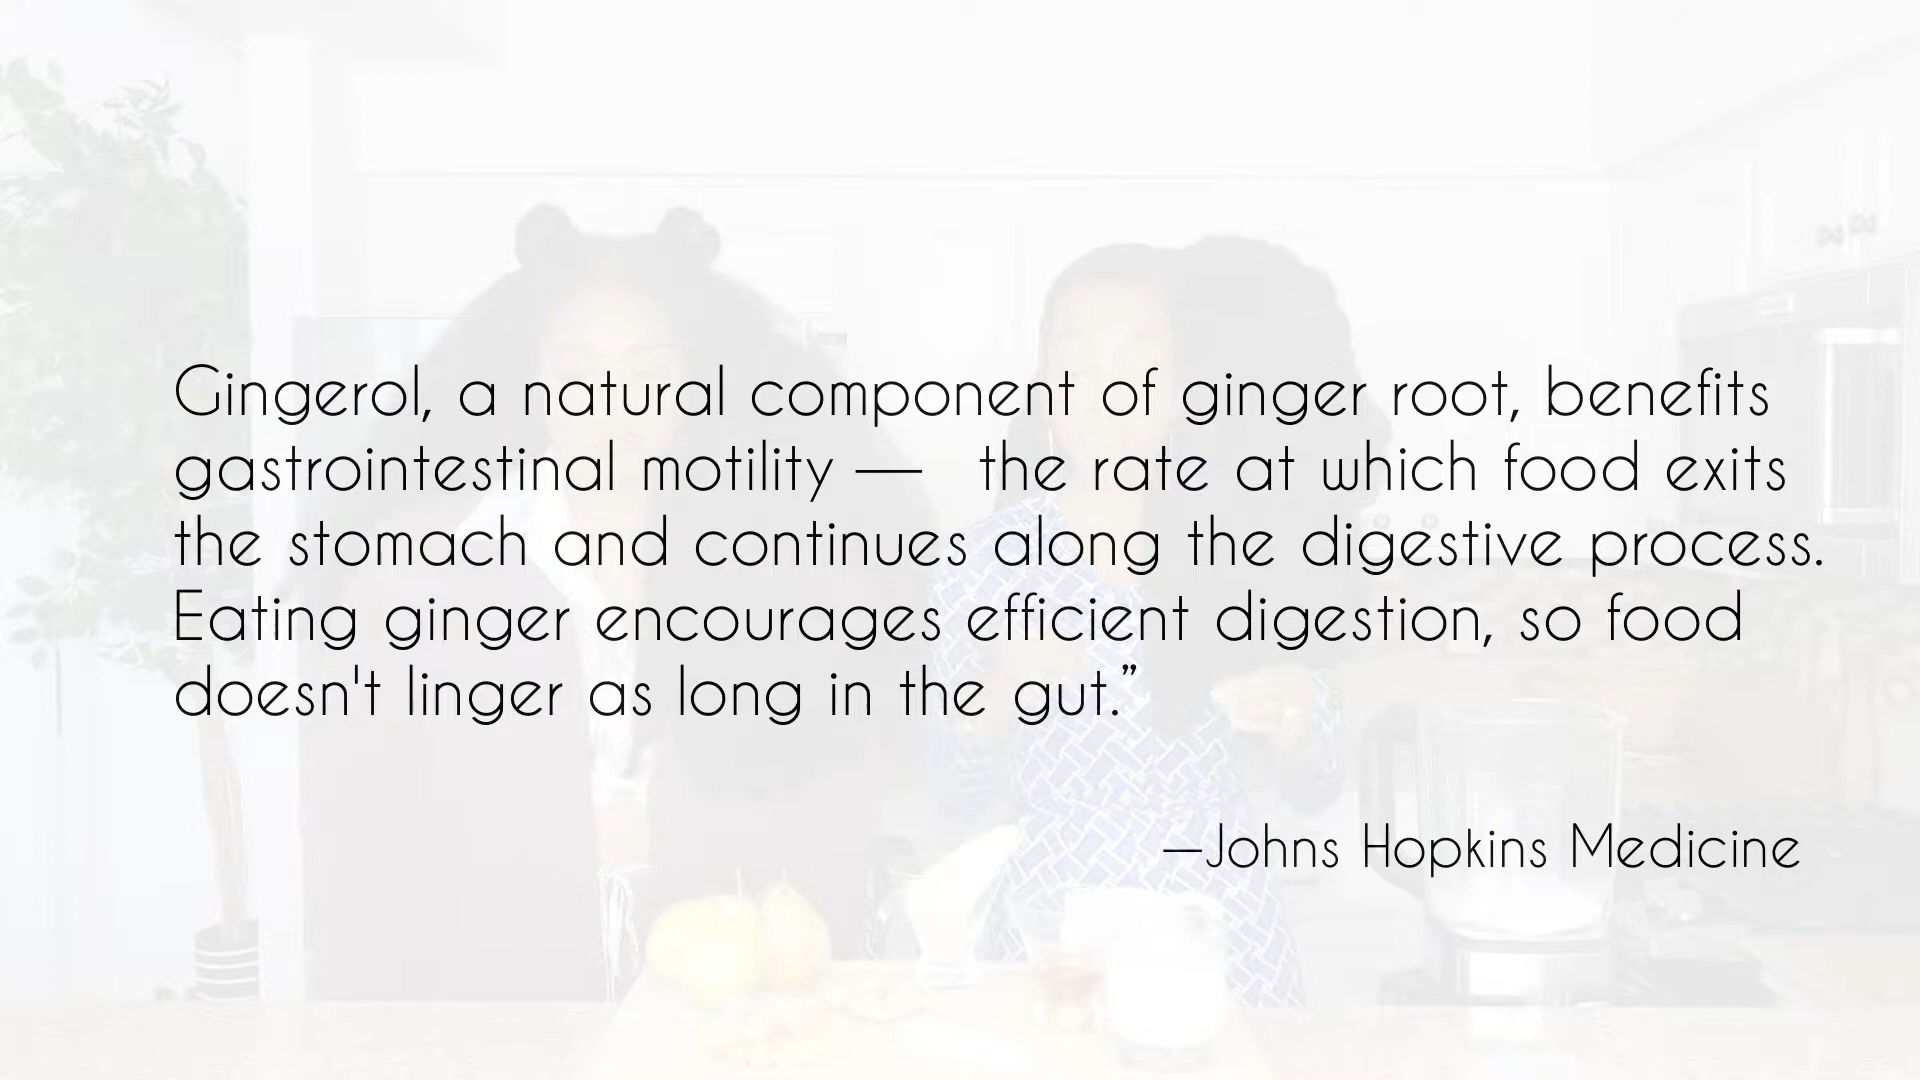 Gingerol, a natural component of ginger root, benefits
gastrointestinal motility — the rate at which food exits
the stomach and continues along the digestive process.
Eating ginger encourages efficient digestion, so food
doesn't linger as long in the gut.”
—Johns Hopkins Medicine